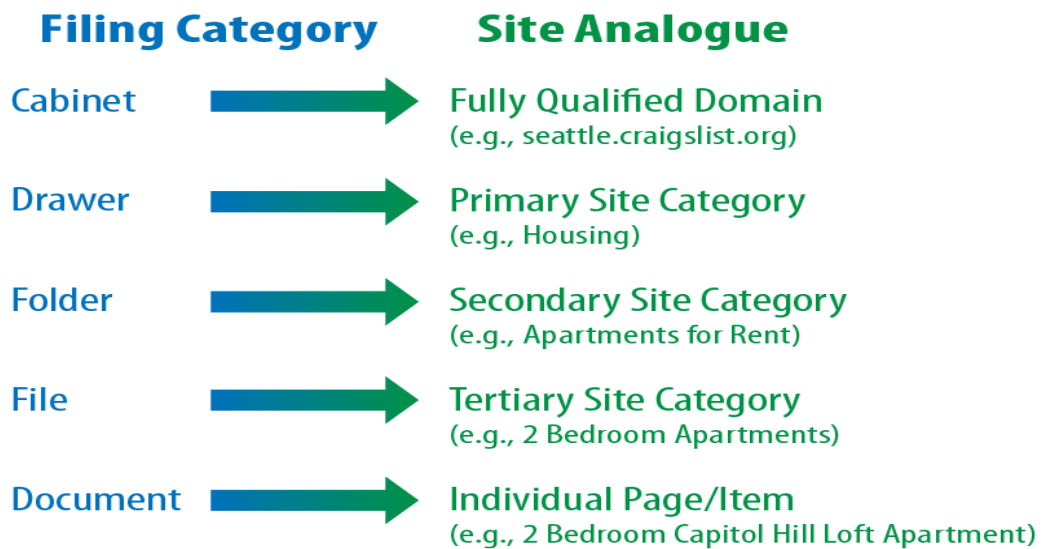 Filing Category
Site Analogue
Cabinet
Fully Qualified Domain
(e.g., seattle.craigslist.org)
Drawer
Primary Site Category
(e.g., Housing)
Folder
Secondary Site Category
(e.g., Apartments for Rent)
File
Tertiary Site Category
(e.g., 2 Bedroom Apartments)
Document
Individual Page/Item
(e.g., 2 Bedroom Capitol Hill Loft Apartment)